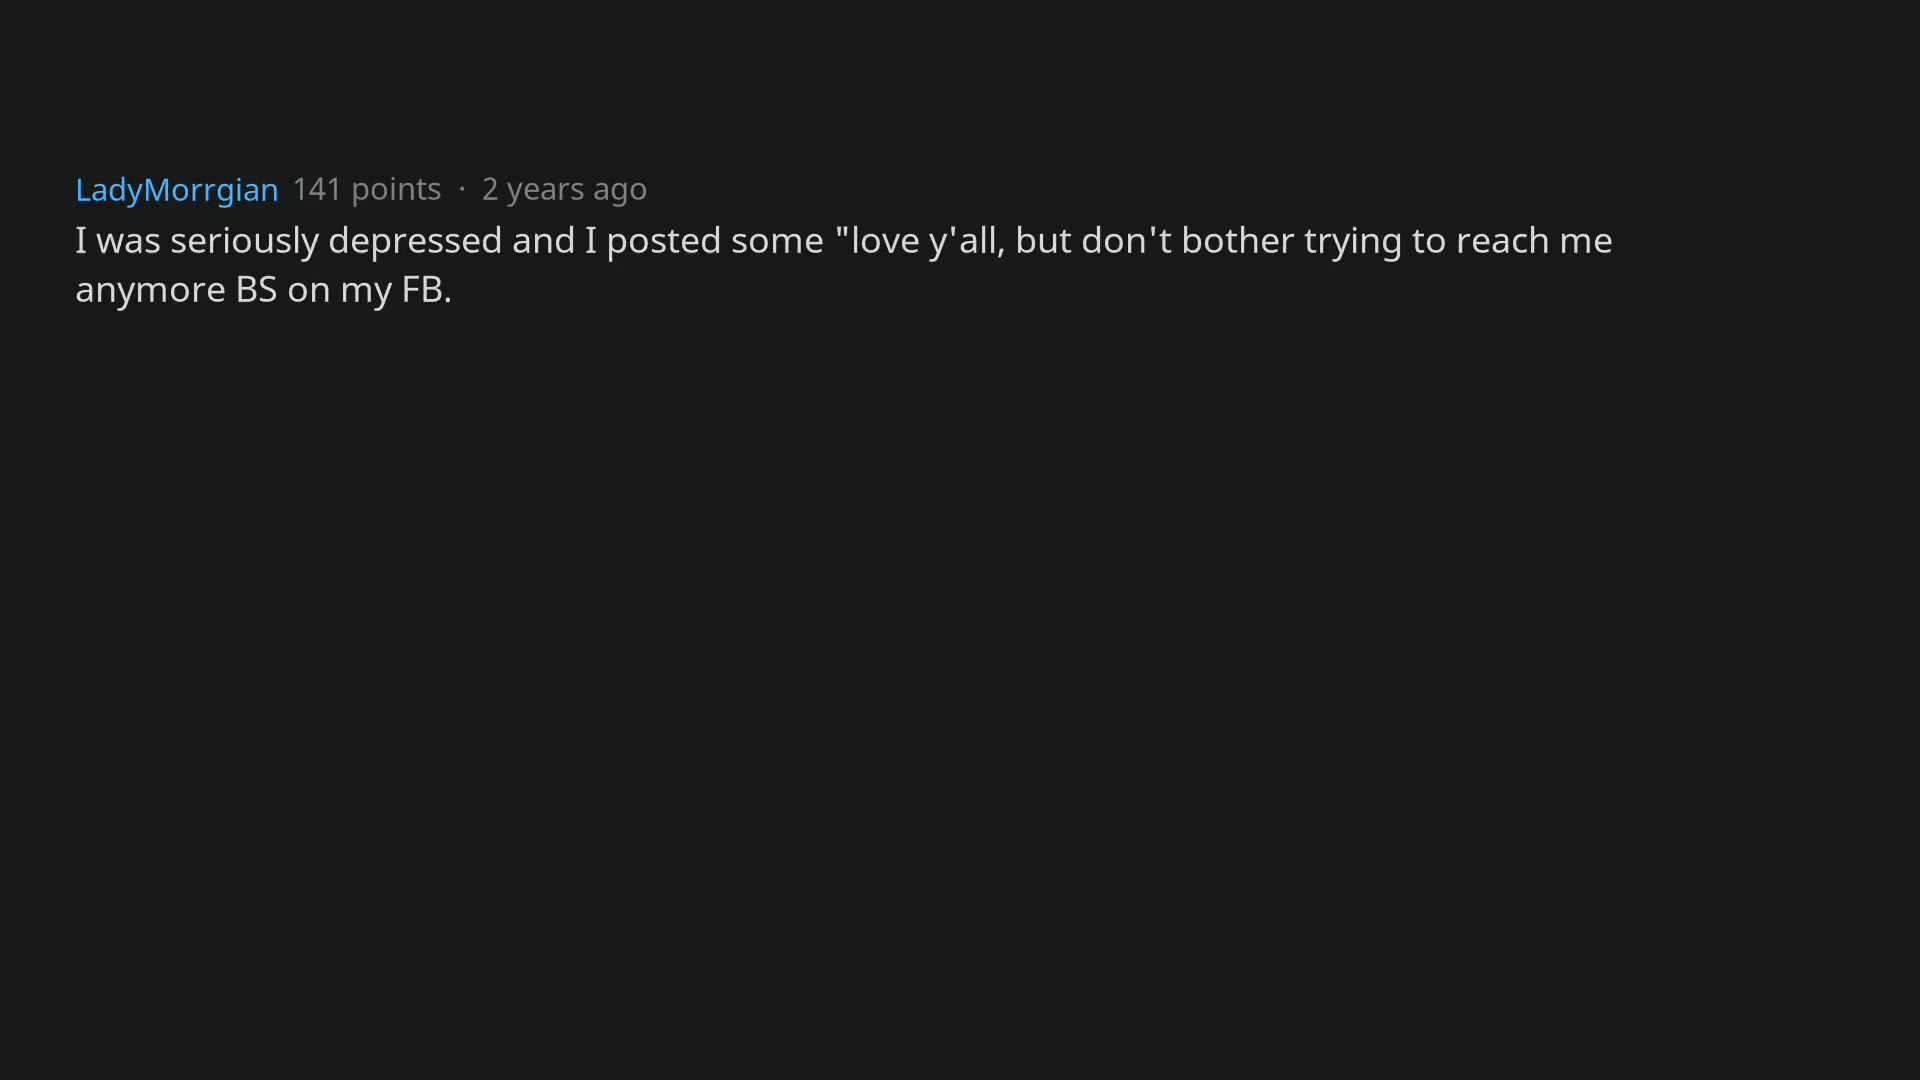 LadyMorrgian 141 points · 2 years ago
I was seriously depressed and I posted some "love y'all, but don't bother trying to reach me
anymore BS on my FB.